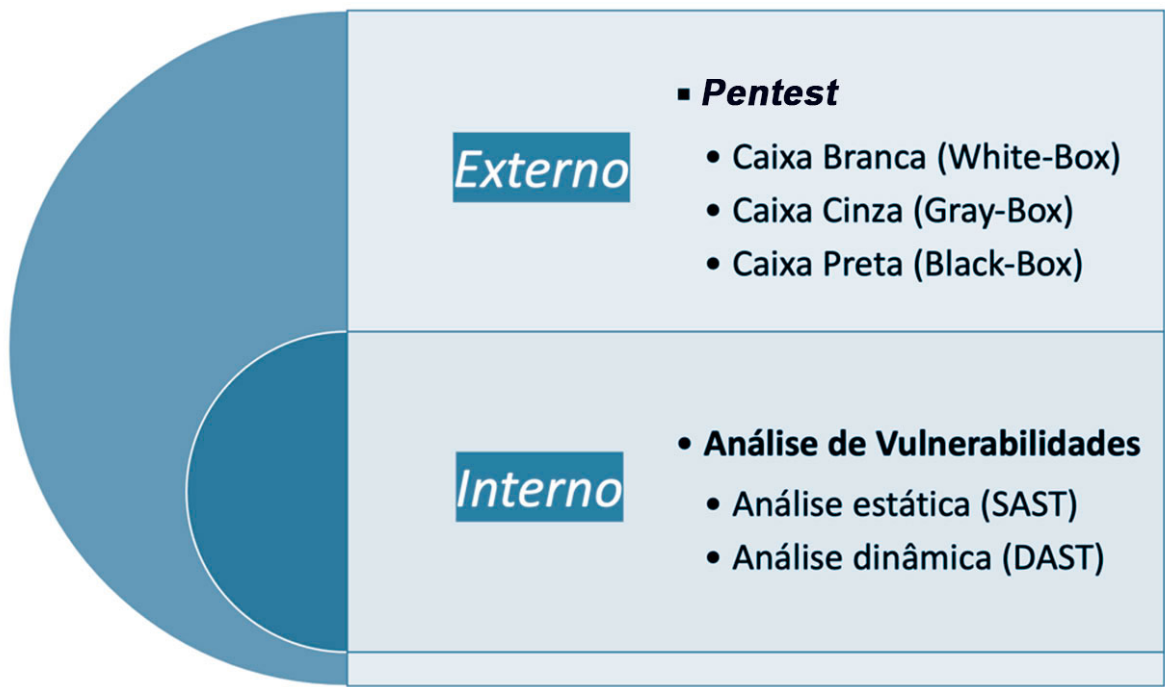 Externo
■ Pentest
• Caixa Branca (White-Box)
• Caixa Cinza (Gray-Box)
• Caixa Preta (Black-Box)
Interno
• Análise de Vulnerabilidades
• Análise estática (SAST)
• Análise dinâmica (DAST)